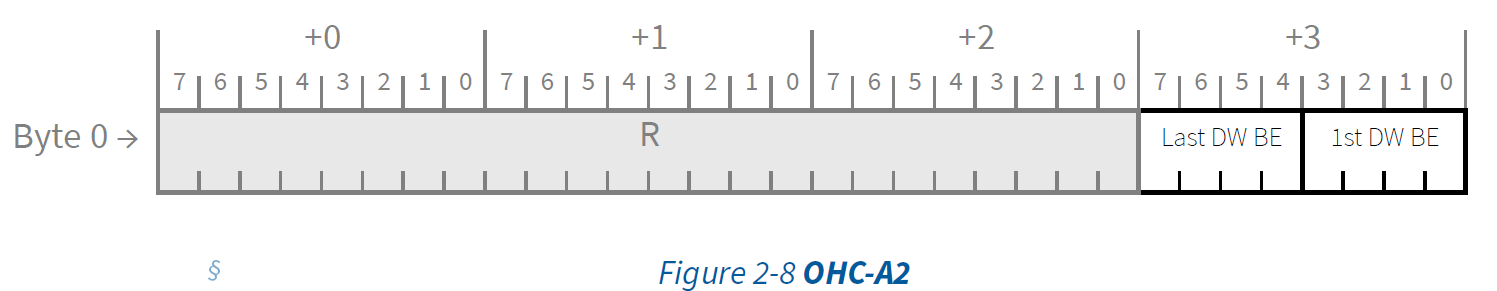 +0 +1 +2 +3
7 6 5 4 3 2 1 0 7 6 5 4 3 2 1 0 7 6 5 4 3 2 1 0 7 6 5 4 3 2 1 0
Byte 0 → R Last DW BE 1st DW BE
§ Figure 2-8 OHC-A2